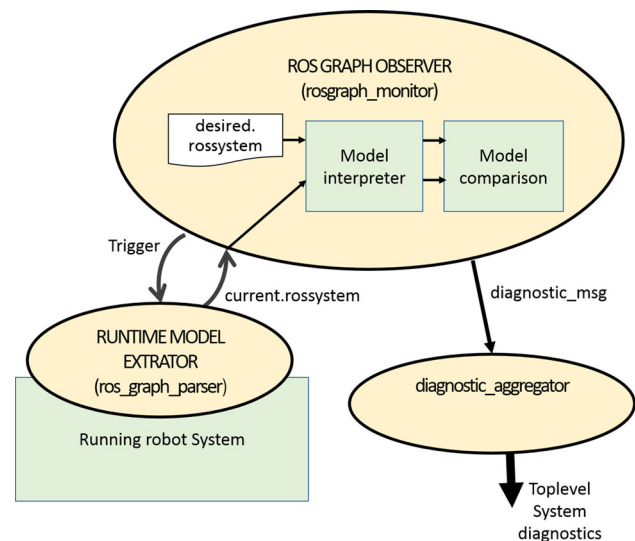 ROS GRAPH OBSERVER
(rosgraph_monitor)
desired.
rossystem
Model
interpreter
Model
comparison
Trigger
current.rossystem
diagnostic_msg
RUNTIME MODEL
EXTRATOR
(ros_graph_parser)
Running robot System
diagnostic_aggregator
Toplevel
System
diagnostics